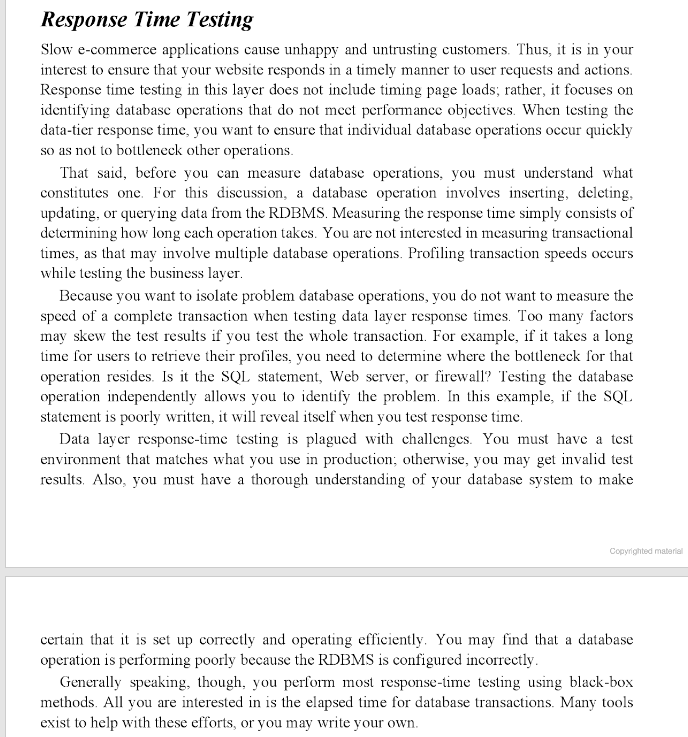 Response Time Testing
Slow e-commerce applications cause unhappy and untrusting customers. Thus, it is in your
interest to ensure that your website responds in a timely manner to user requests and actions.
Response time testing in this layer does not include timing page loads; rather, it focuses on
identifying database operations that do not meet performance objectives. When testing the
data-tier response time, you want to ensure that individual database operations occur quickly
so as not to bottleneck other operations.
That said, before you can measure database operations, you must understand what
constitutes one. For this discussion, a database operation involves inserting, deleting,
updating, or querying data from the RDBMS. Measuring the response time simply consists of
determining how long each operation takes. You are not interested in measuring transactional
times, as that may involve multiple database operations. Profiling transaction speeds occurs
while testing the business layer.
Because you want to isolate problem database operations, you do not want to measure the
speed of a complete transaction when testing data layer response times. Too many factors
may skew the test results if you test the whole transaction. For example, if it takes a long
time for users to retrieve their profiles, you need to determine where the bottleneck for that
operation resides. Is it the SQL statement, Web server, or firewall? Testing the database
operation independently allows you to identify the problem. In this example, if the SQL
statement is poorly written, it will reveal itself when you test response time.
Data layer response-time testing is plagued with challenges. You must have a test
environment that matches what you use in production; otherwise, you may get invalid test
results. Also, you must have a thorough understanding of your database system to make
Copyrighted material
certain that it is set up correctly and operating efficiently. You may find that a database
operation is performing poorly because the RDBMS is configured incorrectly.
Generally speaking, though, you perform most response-time testing using black-box
methods. All you are interested in is the elapsed time for database transactions. Many tools
exist to help with these efforts, or you may write your own.